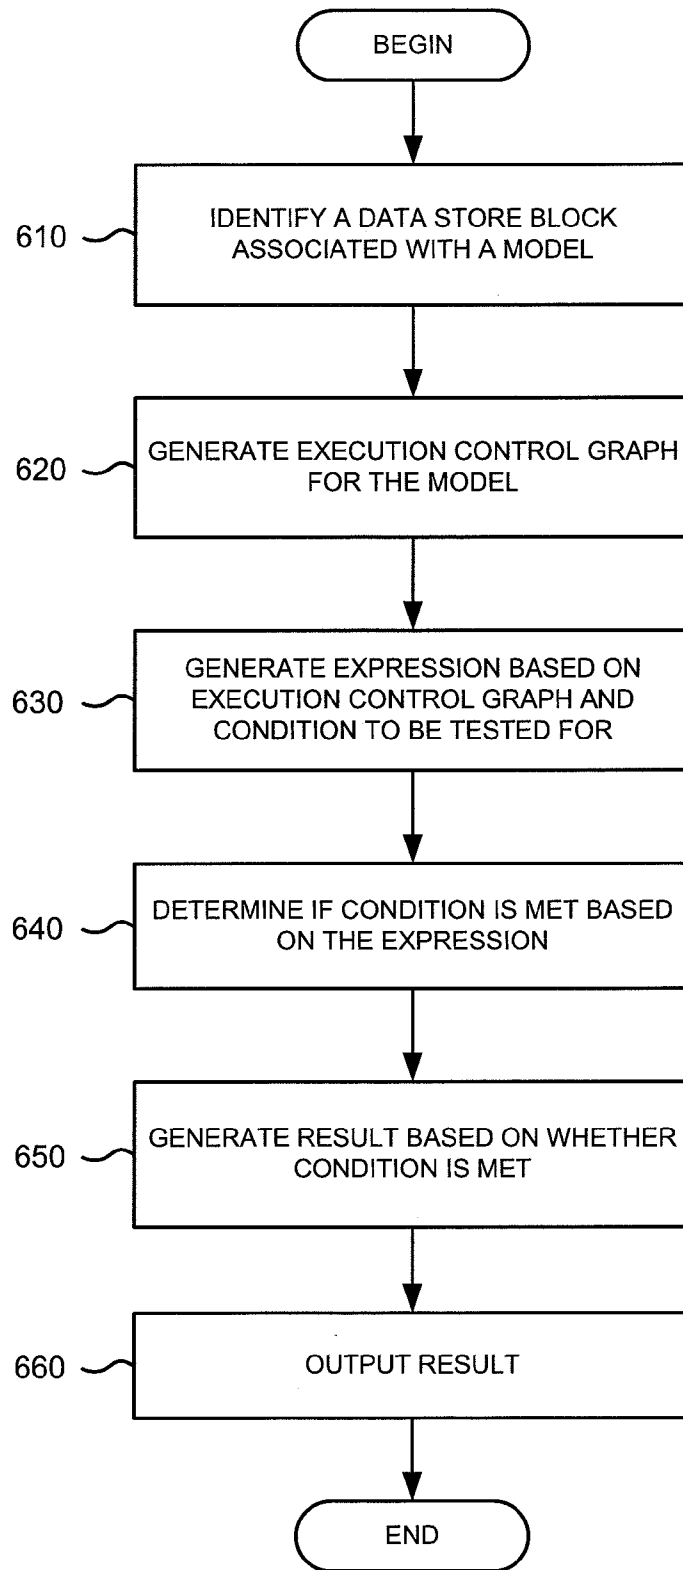 BEGIN
610
IDENTIFY A DATA STORE BLOCK
ASSOCIATED WITH A MODEL
620
GENERATE EXECUTION CONTROL GRAPH
FOR THE MODEL
630
GENERATE EXPRESSION BASED ON
EXECUTION CONTROL GRAPH AND
CONDITION TO BE TESTED FOR
640
DETERMINE IF CONDITION IS MET BASED
ON THE EXPRESSION
650
GENERATE RESULT BASED ON WHETHER
CONDITION IS MET
660
OUTPUT RESULT
END